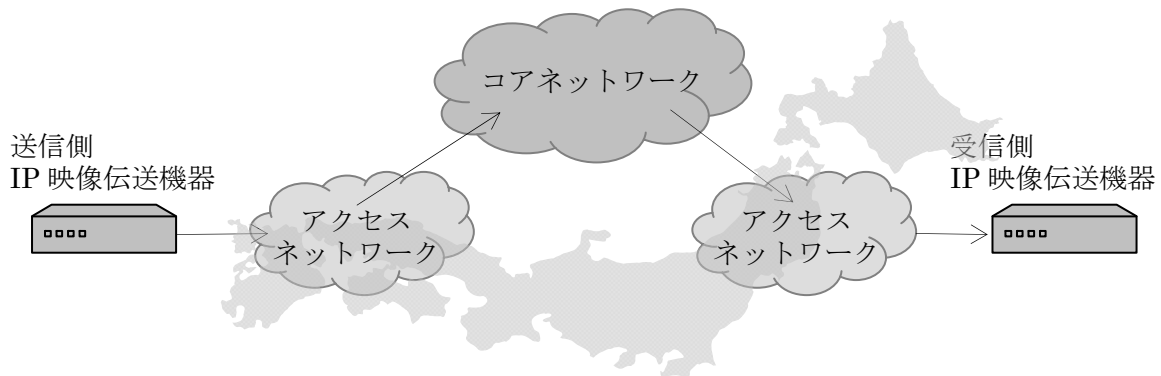 コアネットワーク
送信側
IP 映像伝送機器
アクセス
ネットワーク
アクセス
ネットワーク
受信側
IP 映像伝送機器